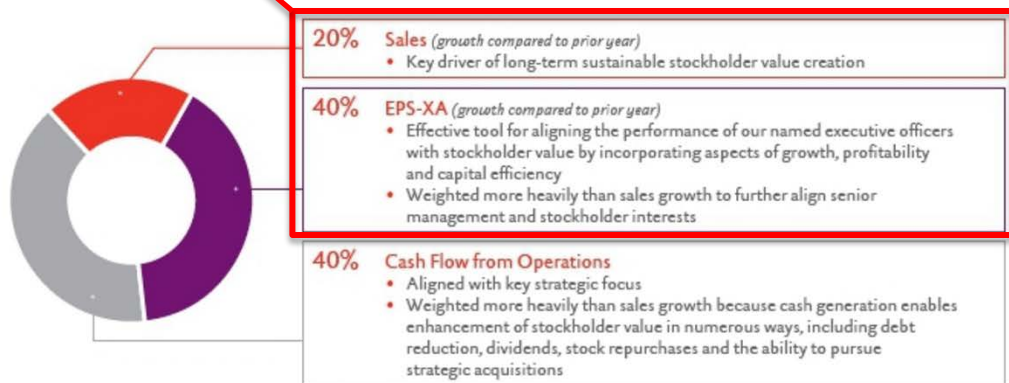 20% Sales (growth compared to prior year)
• Key driver of long-term sustainable stockholder value creation
40% EPS-XA (growth compared to prior year)
• Effective tool for aligning the performance of our named executive officers
with stockholder value by incorporating aspects of growth, profitability
and capital efficiency
• Weighted more heavily than sales growth to further align senior
management and stockholder interests
40% Cash Flow from Operations
• Aligned with key strategic focus
• Weighted more heavily than sales growth because cash generation enables
enhancement of stockholder value in numerous ways, including debt
reduction, dividends, stock repurchases and the ability to pursue
strategic acquisitions